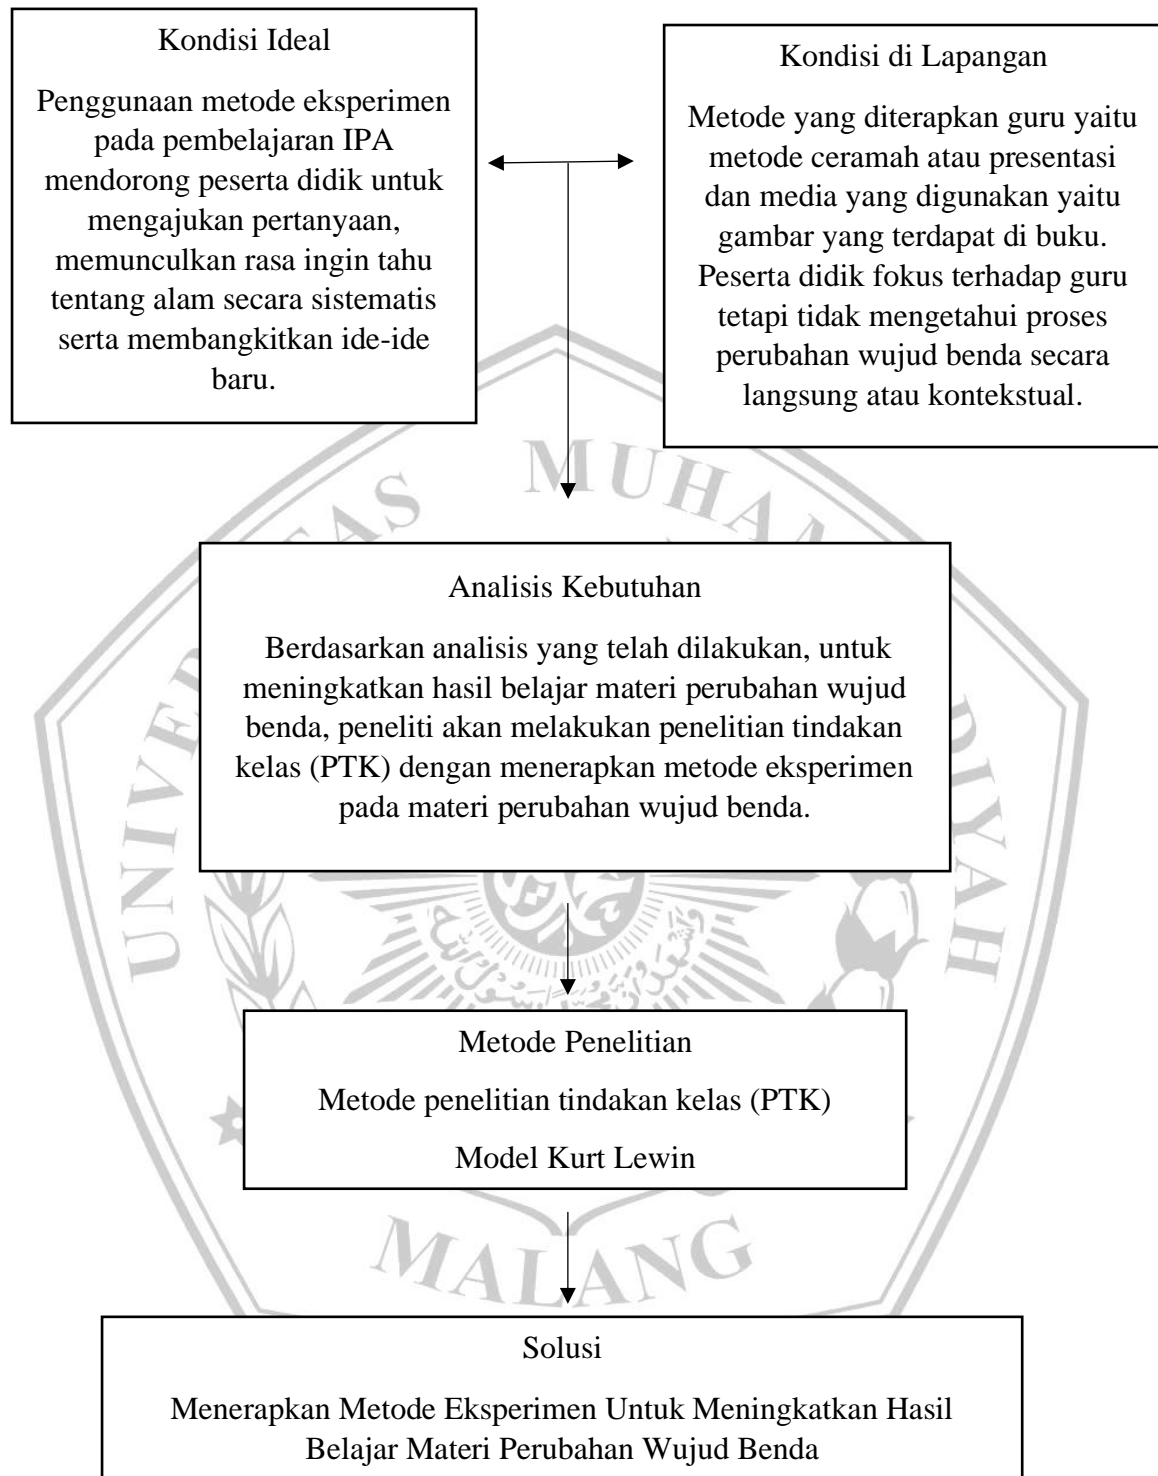 Kondisi Ideal
Penggunaan metode eksperimen
pada pembelajaran IPA
mendorong peserta didik untuk
mengajukan pertanyaan,
memunculkan rasa ingin tahu
tentang alam secara sistematis
serta membangkitkan ide-ide
baru.
Kondisi di Lapangan
Metode yang diterapkan guru yaitu
metode ceramah atau presentasi
dan media yang digunakan yaitu
gambar yang terdapat di buku.
Peserta didik fokus terhadap guru
tetapi tidak mengetahui proses
perubahan wujud benda secara
langsung atau kontekstual.
Analisis Kebutuhan
Berdasarkan analisis yang telah dilakukan, untuk
meningkatkan hasil belajar materi perubahan wujud
benda, peneliti akan melakukan penelitian tindakan
kelas (PTK) dengan menerapkan metode eksperimen
pada materi perubahan wujud benda.
Metode Penelitian
Metode penelitian tindakan kelas (PTK)
Model Kurt Lewin
MALANG
Solusi
Menerapkan Metode Eksperimen Untuk Meningkatkan Hasil
Belajar Materi Perubahan Wujud Benda